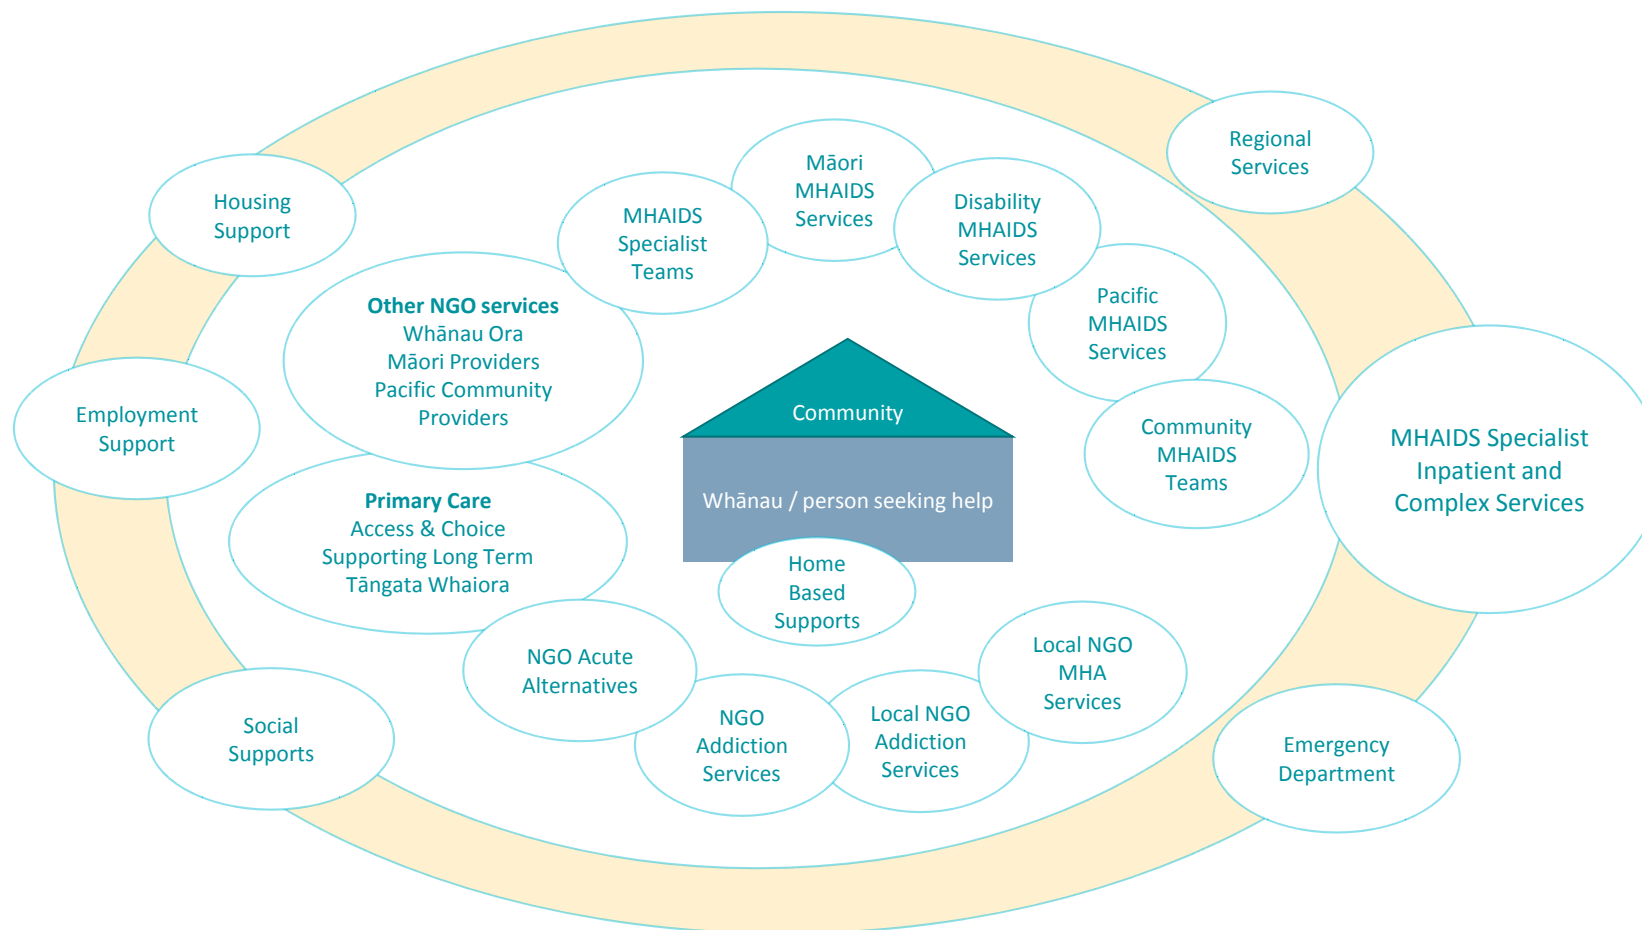 Regional
Services
Māori
MHAIDS
Services
Housing
Support
MHAIDS
Specialist
Teams
Disability
MHAIDS
Services
Other NGO services
Whānau Ora
Māori Providers
Pacific Community
Providers
Pacific
MHAIDS
Services
Employment
Support
Community
Community
MHAIDS
Teams
MHAIDS Specialist
Inpatient and
Complex Services
Primary Care
Access & Choice
Supporting Long Term
Tāngata Whaiora
Whānau / person seeking help
Home
Based
Supports
NGO Acute
Alternatives
Local NGO
MHA
Services
Social
Supports
NGO
Addiction
Services
Local NGO
Addiction
Services
Emergency
Department